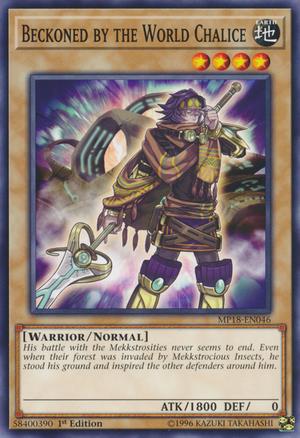 BECKONED BY THE WORLD CHALICE
EARTH
地
MP18-EN046
[WARRIOR/NORMAL]
His battle with the Mekkstrosities never seems to end. Even
when their forest was invaded by Mekkstrocious Insects, he
stood his ground and inspired the other defenders around him.
ATK/1800 DEF/ 0
58400390 1st Edition ©1996 KAZUKI TAKAHASHI